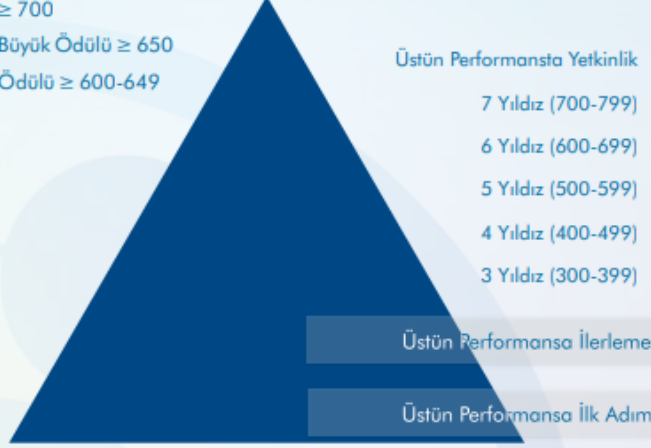 ≥ 700
Büyük Ödülü ≥ 650
Ödülü ≥ 600-649
Üstün Performansta Yetkinlik
7 Yıldız (700-799)
6 Yıldız (600-699)
5 Yıldız (500-599)
4 Yıldız (400-499)
3 Yıldız (300-399)
Üstün Performansa İlerleme
Üstün Performansa İlk Adım